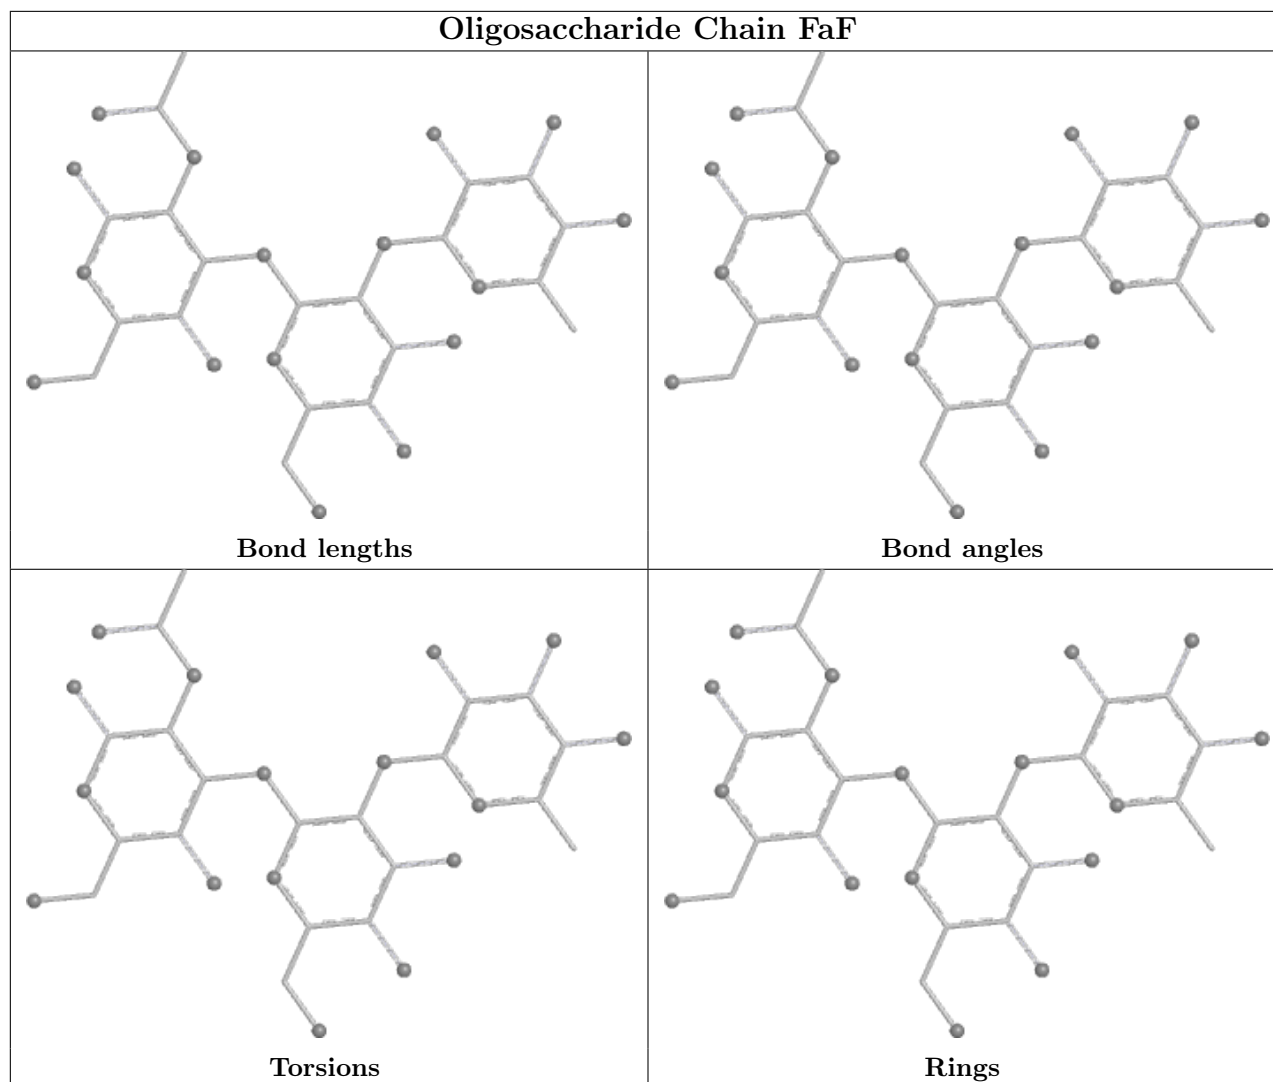 Oligosaccharide Chain FaF
Bond lengths
Bond angles
Torsions
Rings